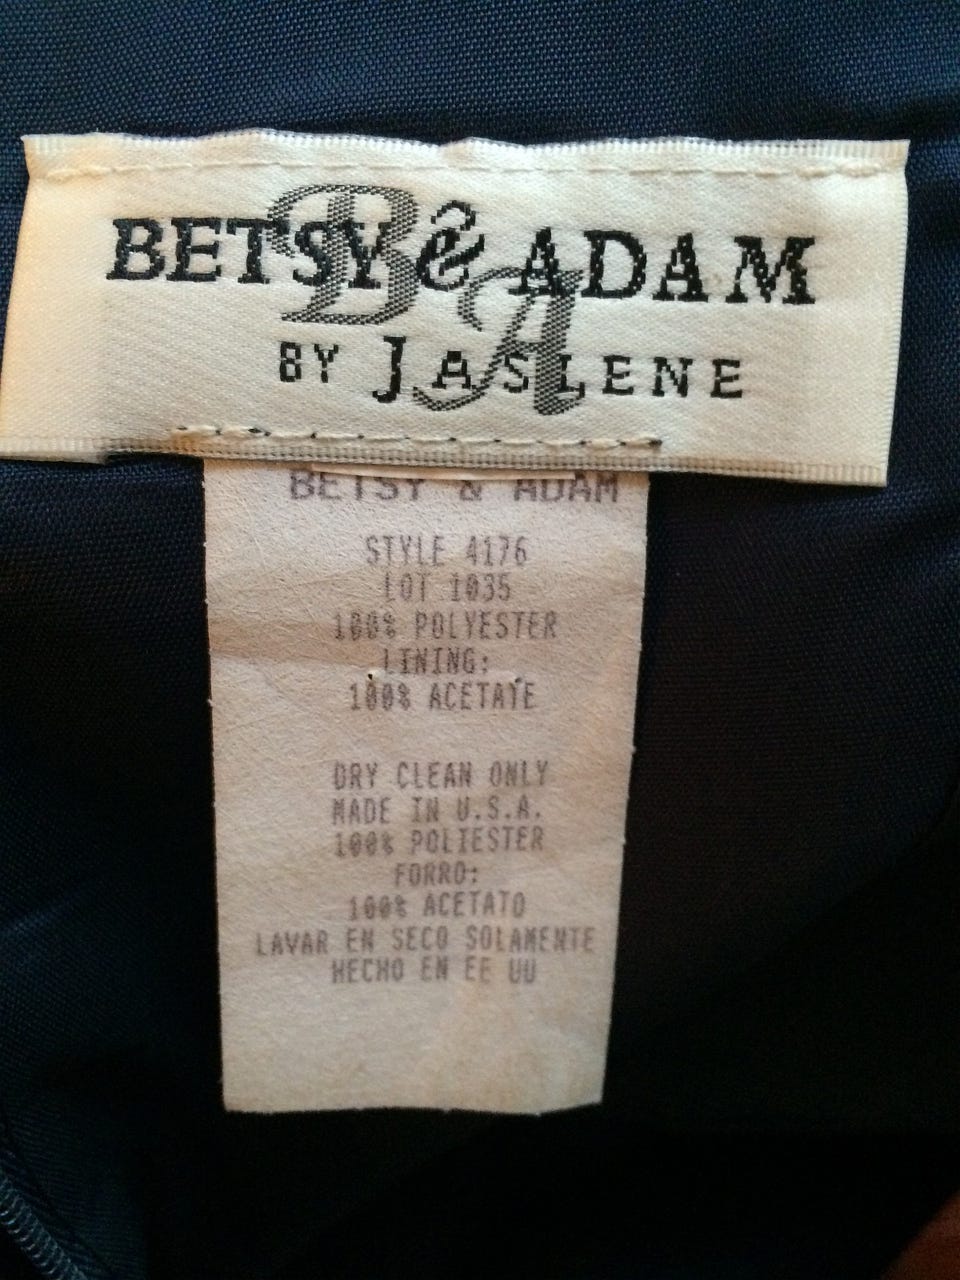 BETSY & ADAM
BA
BY JASLENE
BETSY & ADAM
STYLE 4176
LOT 1035
100% POLYESTER
LINING:
100% ACETATE
DRY CLEAN ONLY
MADE IN U.S.A.
100% POLIESTER
FORRO:
100% ACETATO
LAVAR EN SECO SOLAMENTE
HECHO EN EE UU